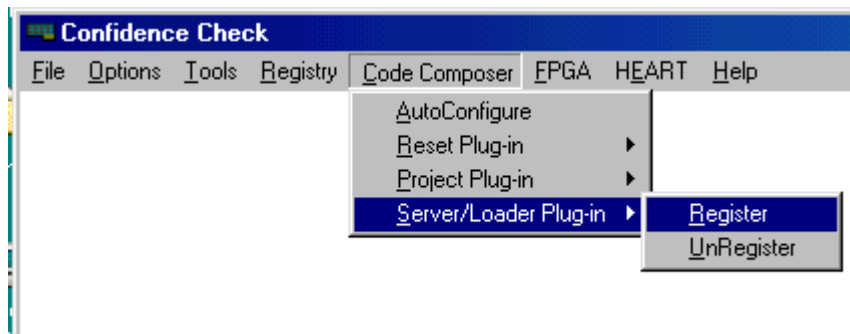 Confidence Check
File Options Tools Registry Code Composer FPGA HEART Help
AutoConfigure
Reset Plug-in
Project Plug-in
Server/Loader Plug-in
Register
UnRegister